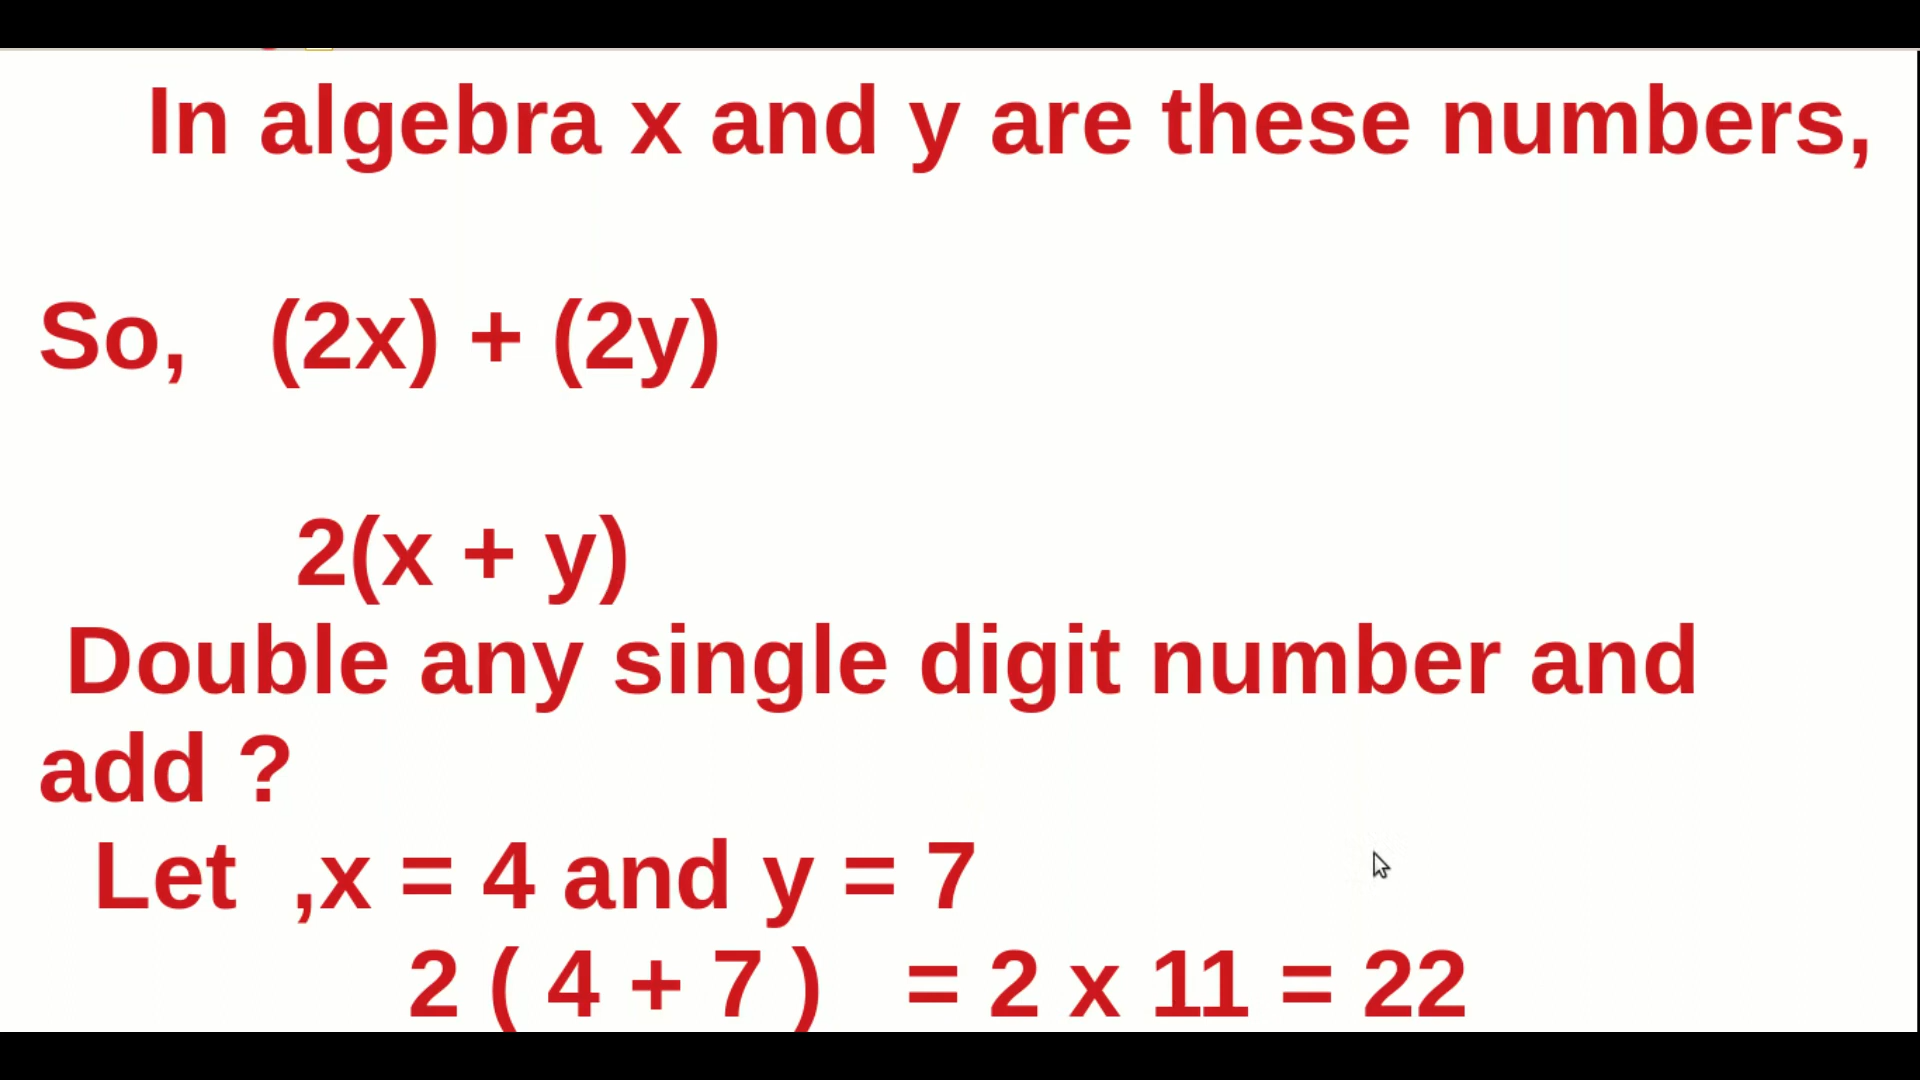 In algebra x and y are these numbers,
So, (2x) + (2y)
2(x + y)
Double any single digit number and
add ?
Let ,x = 4 and y = 7
2 ( 4 + 7 ) = 2 x 11 = 22